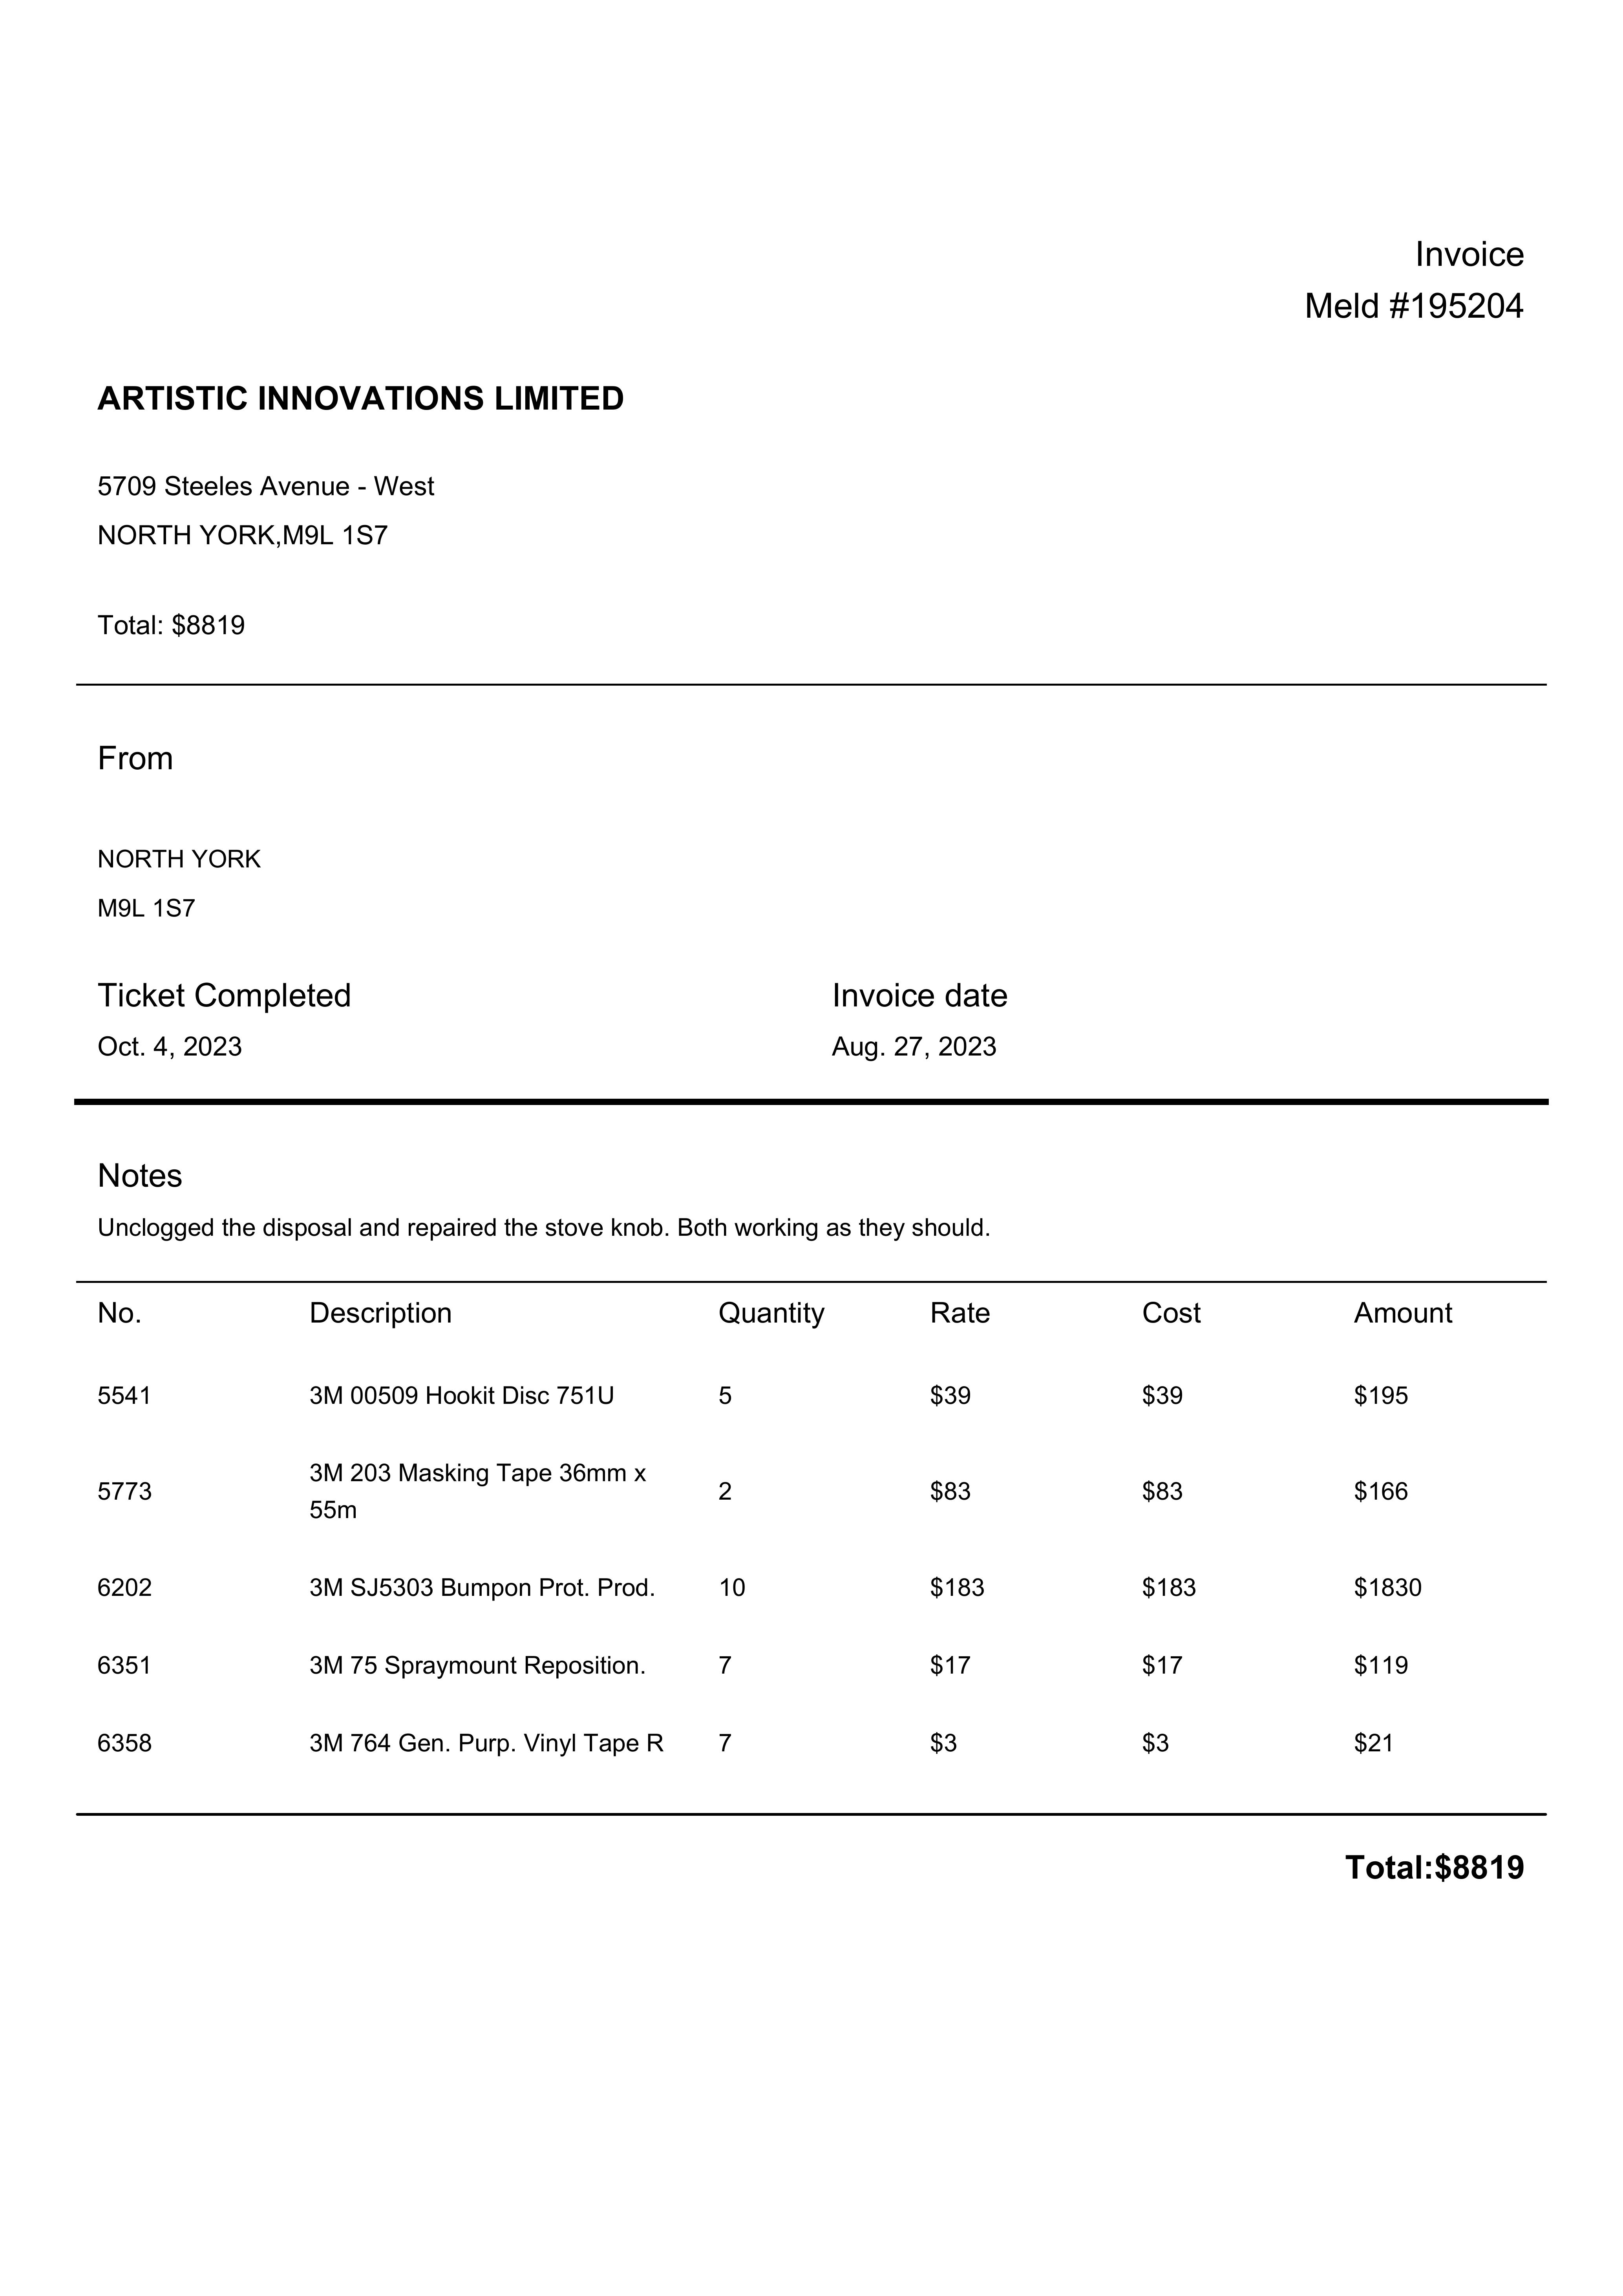 Invoice
Meld #195204
ARTISTIC INNOVATIONS LIMITED
5709 Steeles Avenue - West
NORTH YORK,M9L 1S7
Total: $8819
From
NORTH YORK
M9L 1S7
Ticket Completed Invoice date
Oct. 4, 2023 Aug. 27, 2023
Notes
Unclogged the disposal and repaired the stove knob. Both working as they should.
No. Description Quantity Rate Cost Amount
5541 3M 00509 Hookit Disc 751U 5 $39 $39 $195
5773 3M 203 Masking Tape 36mm x 55m 2 $83 $83 $166
6202 3M SJ5303 Bumpon Prot. Prod. 10 $183 $183 $1830
6351 3M 75 Spraymount Reposition. 7 $17 $17 $119
6358 3M 764 Gen. Purp. Vinyl Tape R 7 $3 $3 $21
Total:$8819